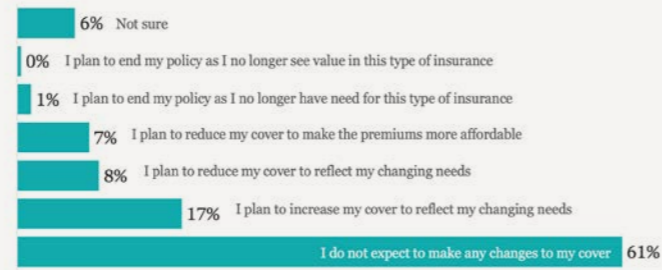 6% Not sure
0% I plan to end my policy as I no longer see value in this type of insurance
1% I plan to end my policy as I no longer have need for this type of insurance
7% I plan to reduce my cover to make the premiums more affordable
8% I plan to reduce my cover to reflect my changing needs
17% I plan to increase my cover to reflect my changing needs
I do not expect to make any changes to my cover 61%